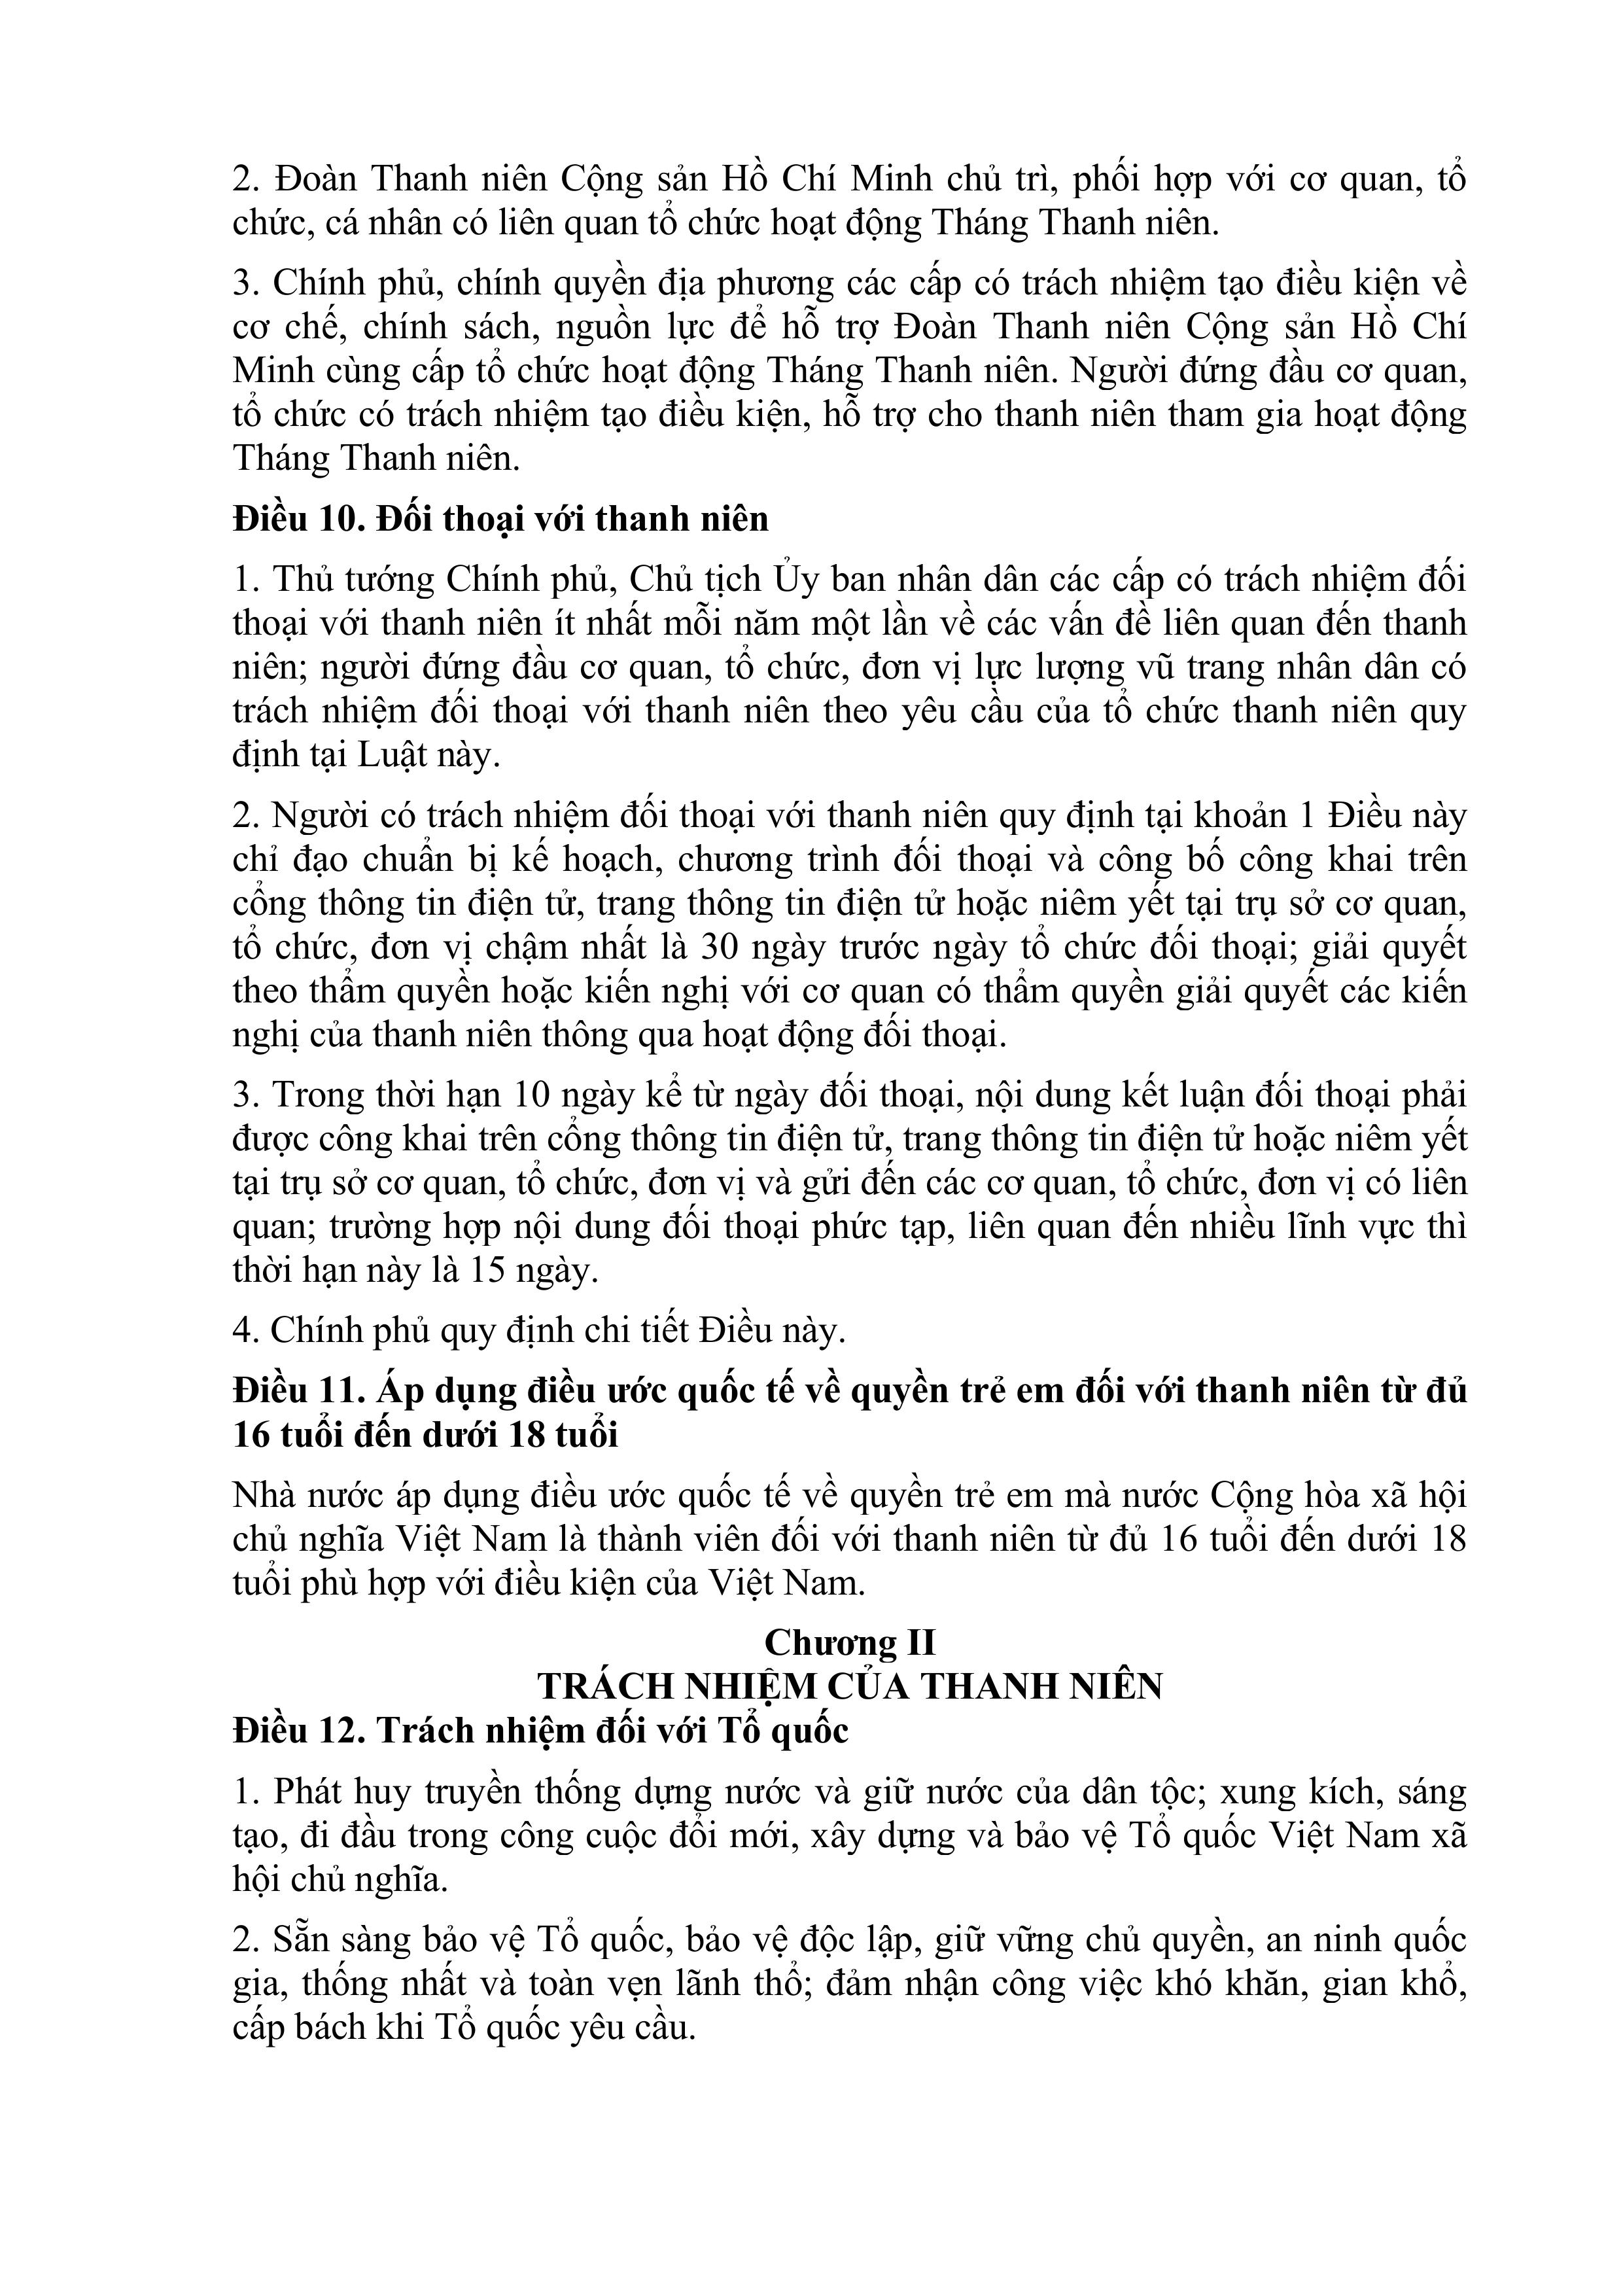 2. Đoàn Thanh niên Cộng sản Hồ Chí Minh chủ trì, phối hợp với cơ quan, tổ
chức, cá nhân có liên quan tổ chức hoạt động Tháng Thanh niên.
3. Chính phủ, chính quyền địa phương các cấp có trách nhiệm tạo điều kiện về
cơ chế, chính sách, nguồn lực để hỗ trợ Đoàn Thanh niên Cộng sản Hồ Chí
Minh cùng cấp tổ chức hoạt động Tháng Thanh niên. Người đứng đầu cơ quan,
tổ chức có trách nhiệm tạo điều kiện, hỗ trợ cho thanh niên tham gia hoạt động
Tháng Thanh niên.
Điều 10. Đối thoại với thanh niên
1. Thủ tướng Chính phủ, Chủ tịch Ủy ban nhân dân các cấp có trách nhiệm đối
thoại với thanh niên ít nhất mỗi năm một lần về các vấn đề liên quan đến thanh
niên; người đứng đầu cơ quan, tổ chức, đơn vị lực lượng vũ trang nhân dân có
trách nhiệm đối thoại với thanh niên theo yêu cầu của tổ chức thanh niên quy
định tại Luật này.
2. Người có trách nhiệm đối thoại với thanh niên quy định tại khoản 1 Điều này
chỉ đạo chuẩn bị kế hoạch, chương trình đối thoại và công bố công khai trên
cổng thông tin điện tử, trang thông tin điện tử hoặc niêm yết tại trụ sở cơ quan,
tổ chức, đơn vị chậm nhất là 30 ngày trước ngày tổ chức đối thoại; giải quyết
theo thẩm quyền hoặc kiến nghị với cơ quan có thẩm quyền giải quyết các kiến
nghị của thanh niên thông qua hoạt động đối thoại.
3. Trong thời hạn 10 ngày kể từ ngày đối thoại, nội dung kết luận đối thoại phải
được công khai trên cổng thông tin điện tử, trang thông tin điện tử hoặc niêm yết
tại trụ sở cơ quan, tổ chức, đơn vị và gửi đến các cơ quan, tổ chức, đơn vị có liên
quan; trường hợp nội dung đối thoại phức tạp, liên quan đến nhiều lĩnh vực thì
thời hạn này là 15 ngày.
4. Chính phủ quy định chi tiết Điều này.
Điều 11. Áp dụng điều ước quốc tế về quyền trẻ em đối với thanh niên từ đủ
16 tuổi đến dưới 18 tuổi
Nhà nước áp dụng điều ước quốc tế về quyền trẻ em mà nước Cộng hòa xã hội
chủ nghĩa Việt Nam là thành viên đối với thanh niên từ đủ 16 tuổi đến dưới 18
tuổi phù hợp với điều kiện của Việt Nam.
Chương II
TRÁCH NHIỆM CỦA THANH NIÊN
Điều 12. Trách nhiệm đối với Tổ quốc
1. Phát huy truyền thống dựng nước và giữ nước của dân tộc; xung kích, sáng
tạo, đi đầu trong công cuộc đổi mới, xây dựng và bảo vệ Tổ quốc Việt Nam xã
hội chủ nghĩa.
2. Sẵn sàng bảo vệ Tổ quốc, bảo vệ độc lập, giữ vững chủ quyền, an ninh quốc
gia, thống nhất và toàn vẹn lãnh thổ; đảm nhận công việc khó khăn, gian khổ,
cấp bách khi Tổ quốc yêu cầu.